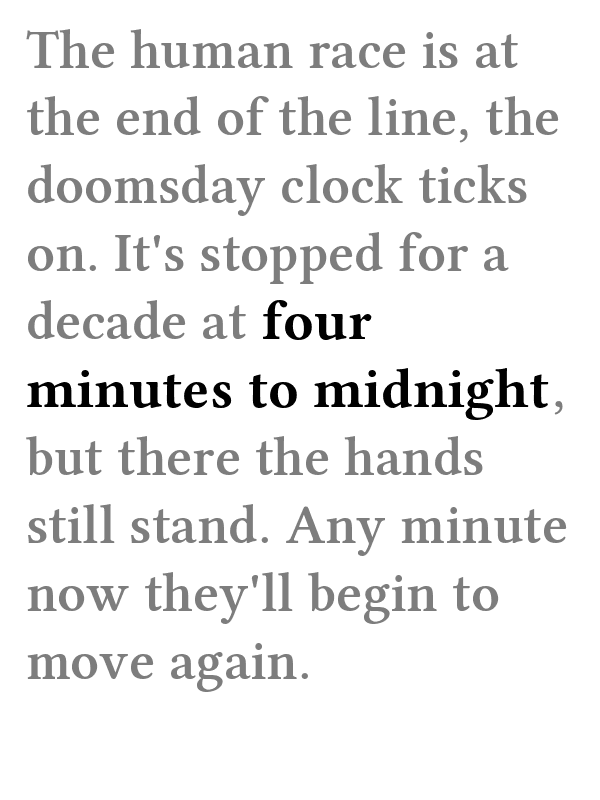 The human race is at
the end of the line, the
doomsday clock ticks
on. It's stopped for a
decade at four
minutes to midnight,
but there the hands
still stand. Any minute
now they'll begin to
move again.